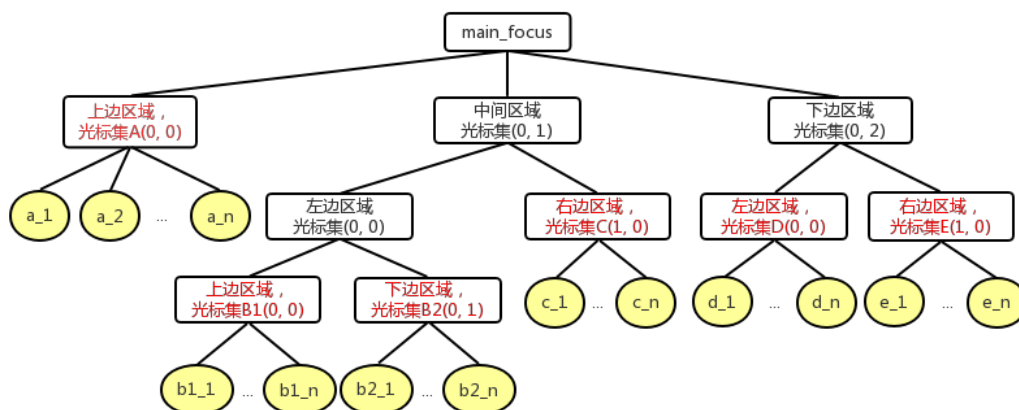 main_focus
上边区域，
光标集A(0, 0)
中间区域
光标集(0, 1)
下边区域
光标集(0, 2)
a_1
a_2
...
a_n
左边区域
光标集(0, 0)
右边区域，
光标集C(1, 0)
左边区域，
光标集D(0, 0)
右边区域，
光标集E(1, 0)
上边区域，
光标集B1(0, 0)
下边区域，
光标集B2(0, 1)
c_1
...
c_n
d_1
...
d_n
e_1
...
e_n
b1_1
...
b1_n
b2_1
...
b2_n